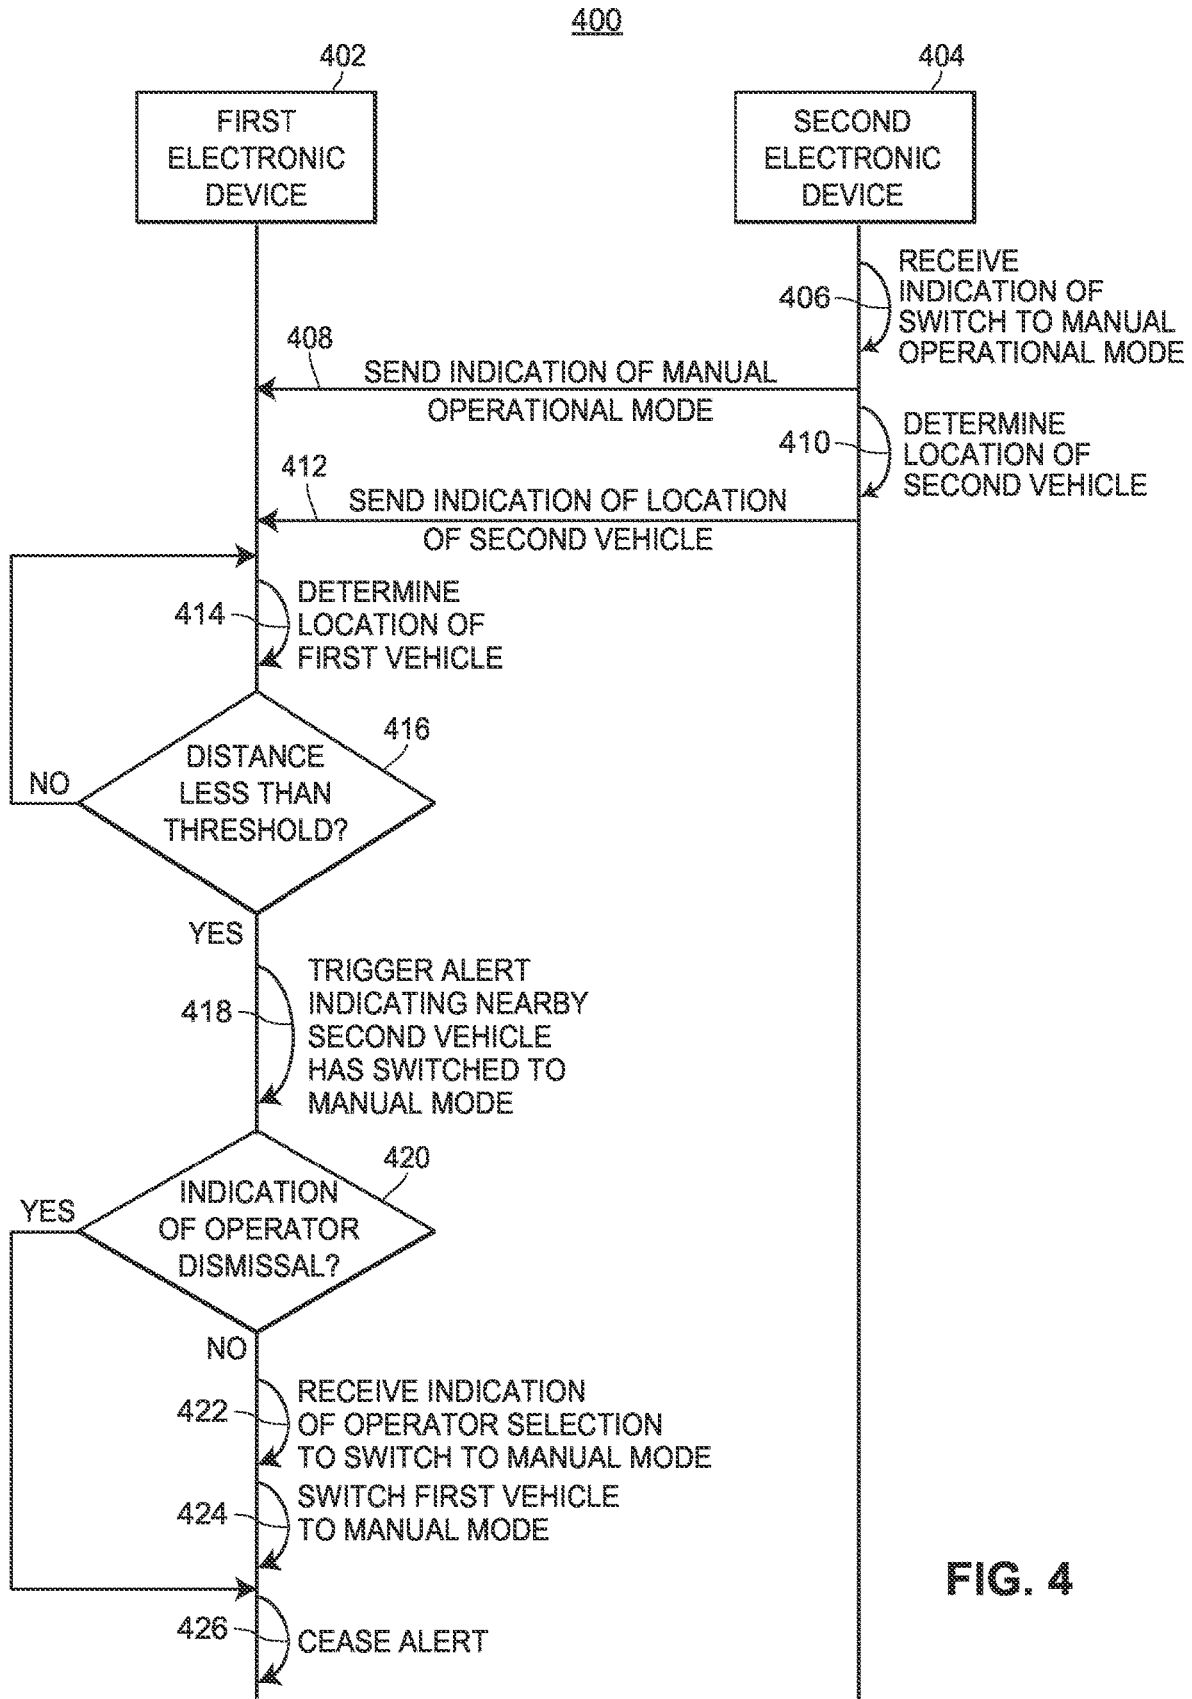 400
402
404
FIRST
ELECTRONIC
DEVICE
SECOND
ELECTRONIC
DEVICE
406
RECEIVE
INDICATION OF
SWITCH TO MANUAL
OPERATIONAL MODE
408
SEND INDICATION OF MANUAL
OPERATIONAL MODE
410
DETERMINE
LOCATION OF
SECOND VEHICLE
412
SEND INDICATION OF LOCATION
OF SECOND VEHICLE
414
DETERMINE
LOCATION OF
FIRST VEHICLE
416
DISTANCE
LESS THAN
THRESHOLD?
NO
YES
418
TRIGGER ALERT
INDICATING NEARBY
SECOND VEHICLE
HAS SWITCHED TO
MANUAL MODE
420
YES
INDICATION
OF OPERATOR
DISMISSAL?
NO
422
RECEIVE INDICATION
OF OPERATOR SELECTION
TO SWITCH TO MANUAL MODE
424
SWITCH FIRST VEHICLE
TO MANUAL MODE
426
CEASE ALERT
FIG. 4